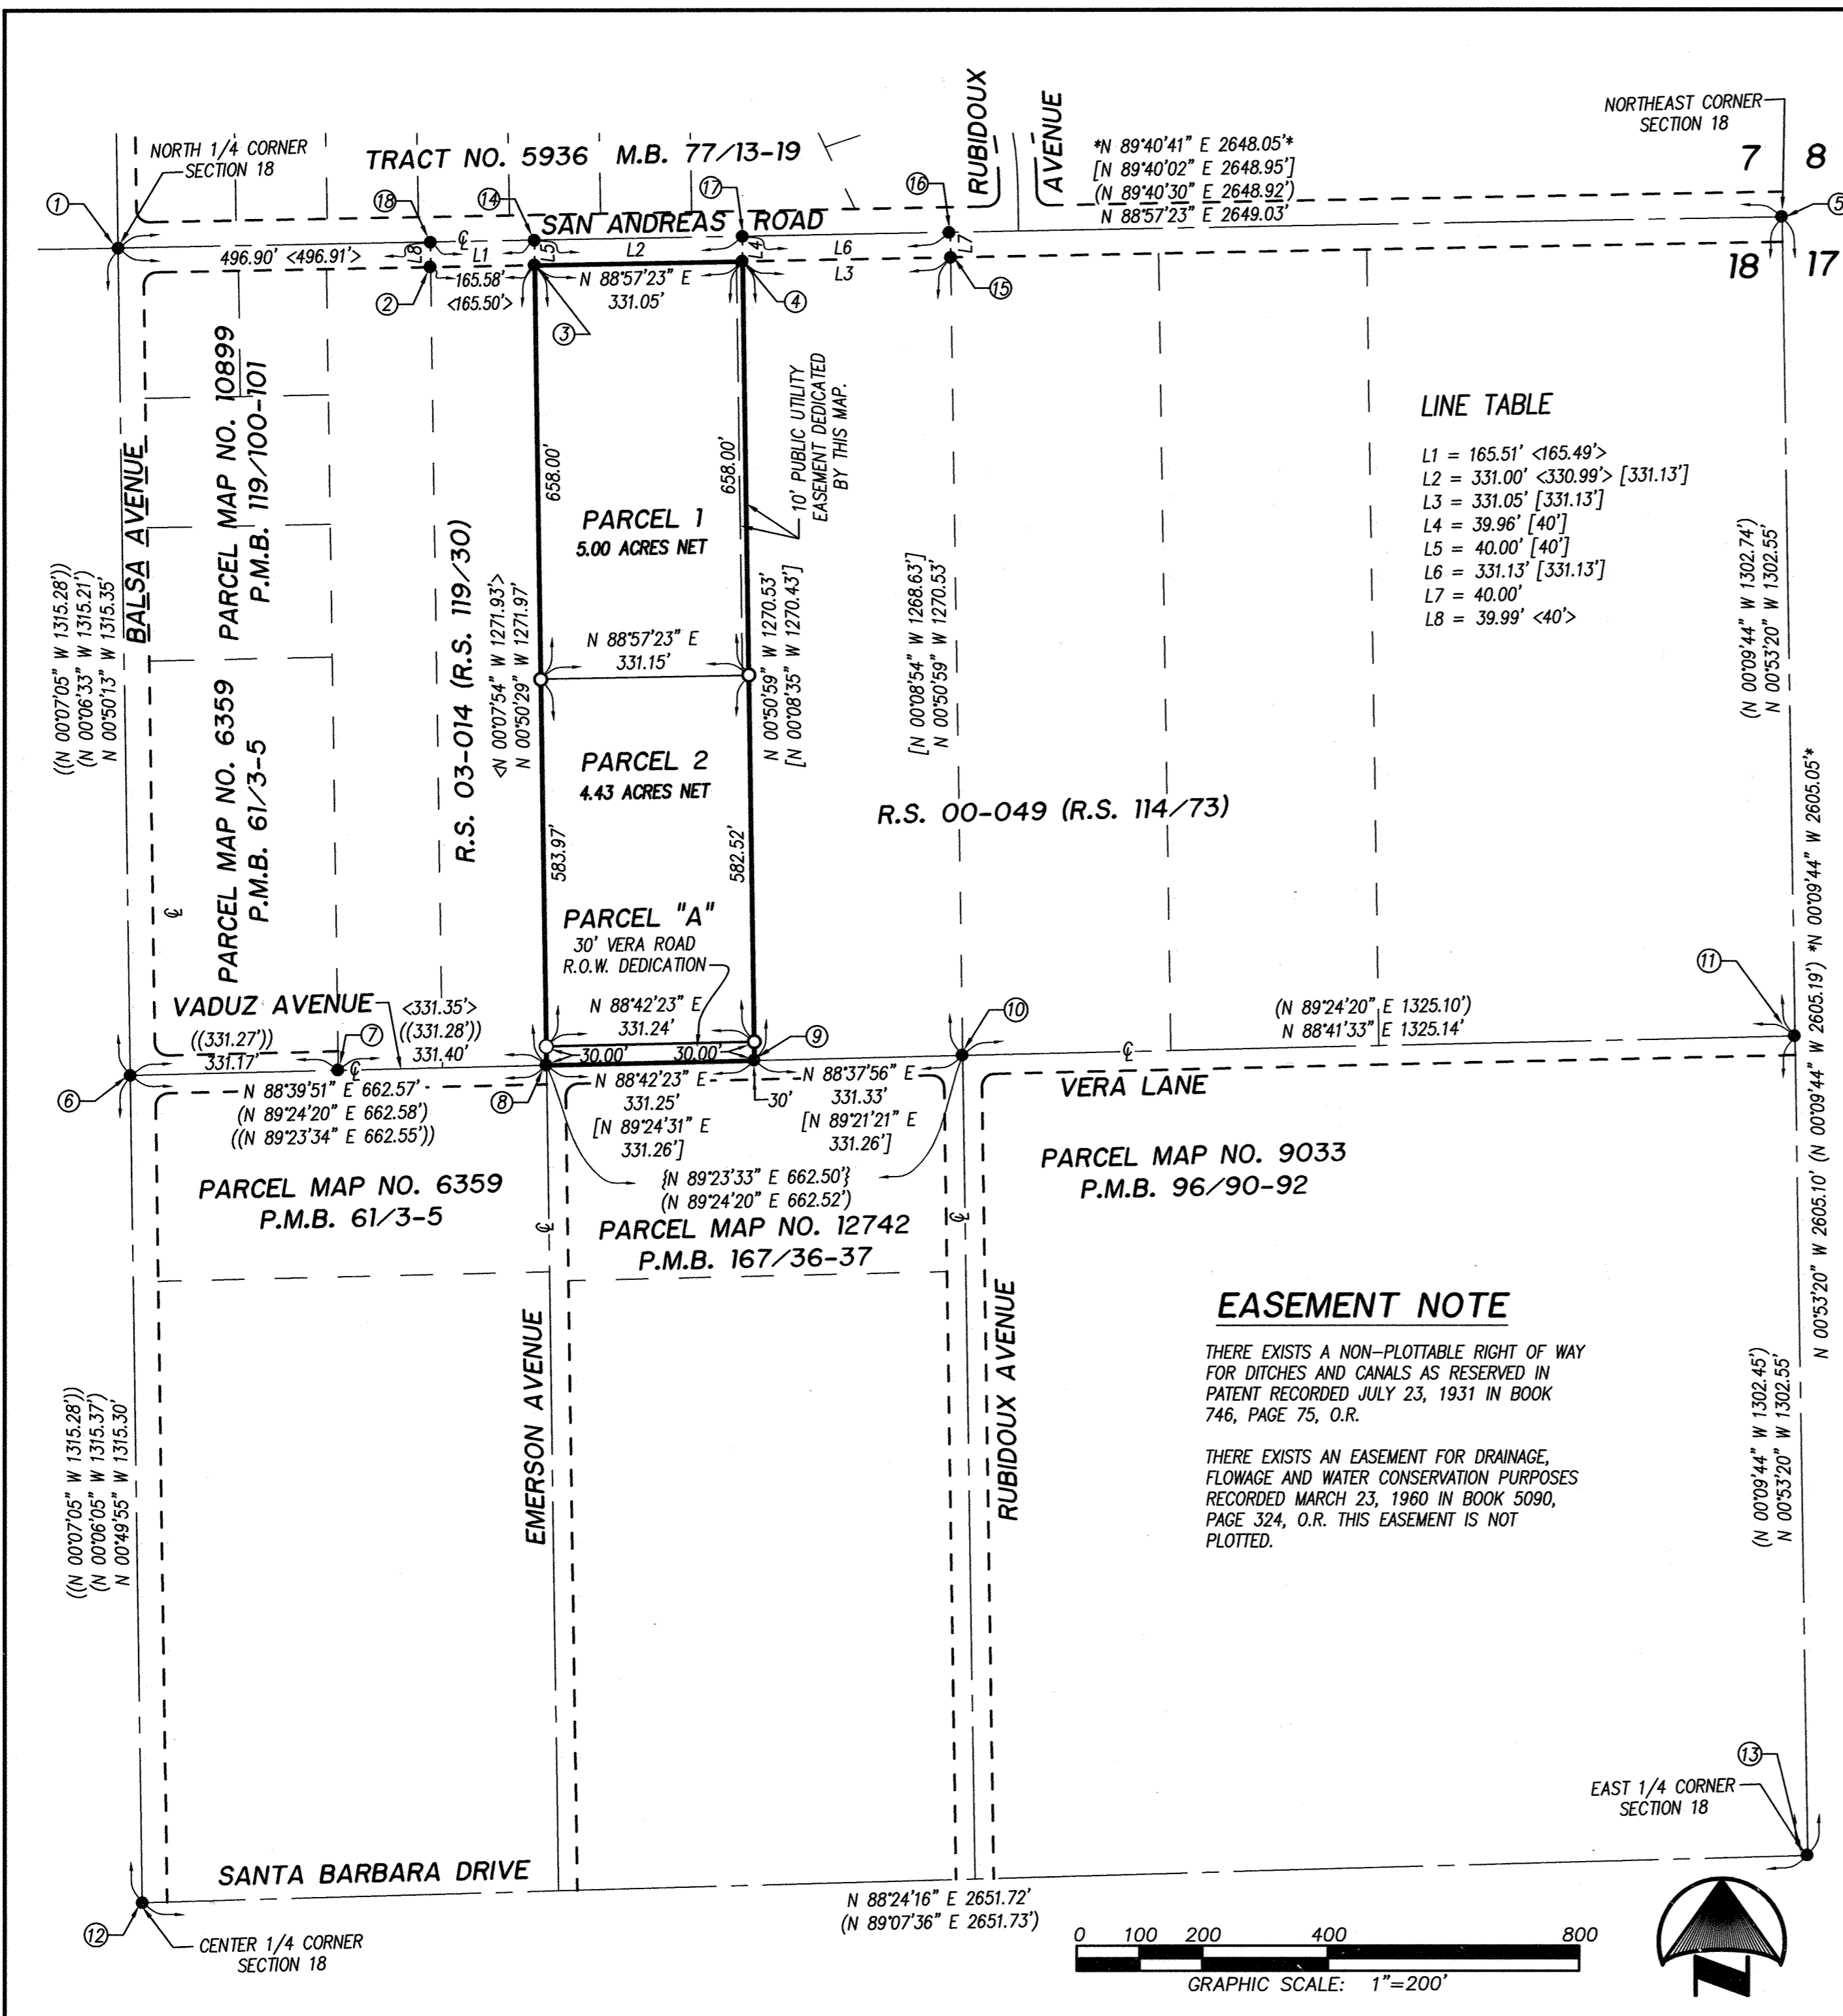 NORTHEAST CORNER
SECTION 18
7
8
18
17
NORTH 1/4 CORNER
SECTION 18
TRACT NO. 5936 M.B. 77/13-19
RUBIDOUX
AVENUE
*N 89°40'41" E 2648.05'*
[N 89°40'02" E 2648.95']
(N 89°40'30" E 2648.92')
N 88°57'23" E 2649.03'
1
18
14
17
16
5
SAN ANDREAS ROAD
℄
496.90' <496.91'>
L8
L1
L5
L2
L4
L6
L7
L3
165.58'
<165.50'>
N 88°57'23" E
331.05'
2
3
4
15
LINE TABLE
L1 = 165.51' <165.49'>
L2 = 331.00' <330.99'> [331.13']
L3 = 331.05' [331.13']
L4 = 39.96' [40']
L5 = 40.00' [40']
L6 = 331.13' [331.13']
L7 = 40.00'
L8 = 39.99' <40'>
BALSA AVENUE
℄
PARCEL MAP NO. 10899
P.M.B. 119/100-101
PARCEL MAP NO. 6359
P.M.B. 61/3-5
R.S. 03-014 (R.S. 119/30)
((N 00°07'05" W 1315.28'))
(N 00°06'33" W 1315.21')
N 00°50'13" W 1315.35'
<N 00°07'54" W 1271.93'>
N 00°50'29" W 1271.97'
658.00'
658.00'
10' PUBLIC UTILITY
EASEMENT DEDICATED
BY THIS MAP.
PARCEL 1
5.00 ACRES NET
N 88°57'23" E
331.15'
N 00°50'59" W 1270.53'
[N 00°08'35" W 1270.43']
[N 00°08'54" W 1268.63']
N 00°50'59" W 1270.53'
(N 00°09'44" W 1302.74')
N 00°53'20" W 1302.55'
PARCEL 2
4.43 ACRES NET
583.97'
582.52'
R.S. 00-049 (R.S. 114/73)
PARCEL "A"
30' VERA ROAD
R.O.W. DEDICATION
N 88°42'23" E
331.24'
30.00'
30.00'
N 00°53'20" W 2605.10' (N 00°09'44" W 2605.19') *N 00°09'44" W 2605.05'*
VADUZ AVENUE
<331.35'>
((331.28'))
331.40'
((331.27'))
331.17'
℄
6
7
8
9
10
11
(N 89°24'20" E 1325.10')
N 88°41'33" E 1325.14'
℄
N 88°39'51" E 662.57'
(N 89°24'20" E 662.58')
((N 89°23'34" E 662.55'))
N 88°42'23" E
331.25'
[N 89°24'31" E
331.26']
30'
N 88°37'56" E
331.33'
[N 89°21'21" E
331.26']
{N 89°23'33" E 662.50'}
(N 89°24'20" E 662.52')
VERA LANE
PARCEL MAP NO. 6359
P.M.B. 61/3-5
PARCEL MAP NO. 12742
P.M.B. 167/36-37
PARCEL MAP NO. 9033
P.M.B. 96/90-92
℄
℄
EMERSON AVENUE
RUBIDOUX AVENUE
((N 00°07'05" W 1315.28'))
(N 00°06'05" W 1315.37')
N 00°49'55" W 1315.30'
EASEMENT NOTE
THERE EXISTS A NON-PLOTTABLE RIGHT OF WAY
FOR DITCHES AND CANALS AS RESERVED IN
PATENT RECORDED JULY 23, 1931 IN BOOK
746, PAGE 75, O.R.
THERE EXISTS AN EASEMENT FOR DRAINAGE,
FLOWAGE AND WATER CONSERVATION PURPOSES
RECORDED MARCH 23, 1960 IN BOOK 5090,
PAGE 324, O.R. THIS EASEMENT IS NOT
PLOTTED.
(N 00°09'44" W 1302.45')
N 00°53'20" W 1302.55'
13
EAST 1/4 CORNER
SECTION 18
SANTA BARBARA DRIVE
12
CENTER 1/4 CORNER
SECTION 18
N 88°24'16" E 2651.72'
(N 89°07'36" E 2651.73')
0 100 200 400 800
GRAPHIC SCALE: 1"=200'
N